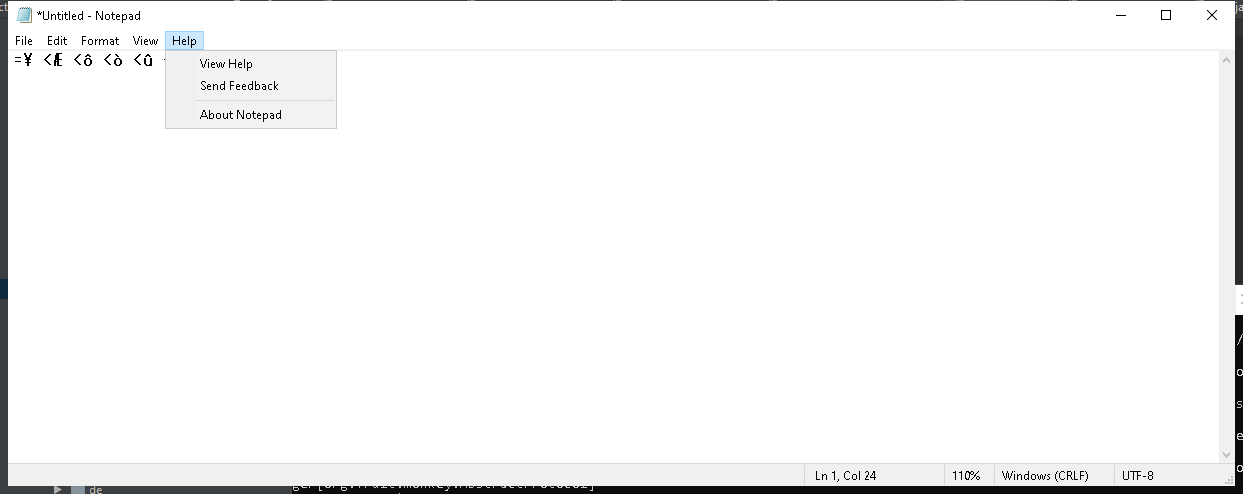 *Untitled - Notepad
File Edit Format View Help
=¥ <Æ <ô <ò <û
View Help
Send Feedback
About Notepad
Ln 1, Col 24
110%
Windows (CRLF)
UTF-8
de